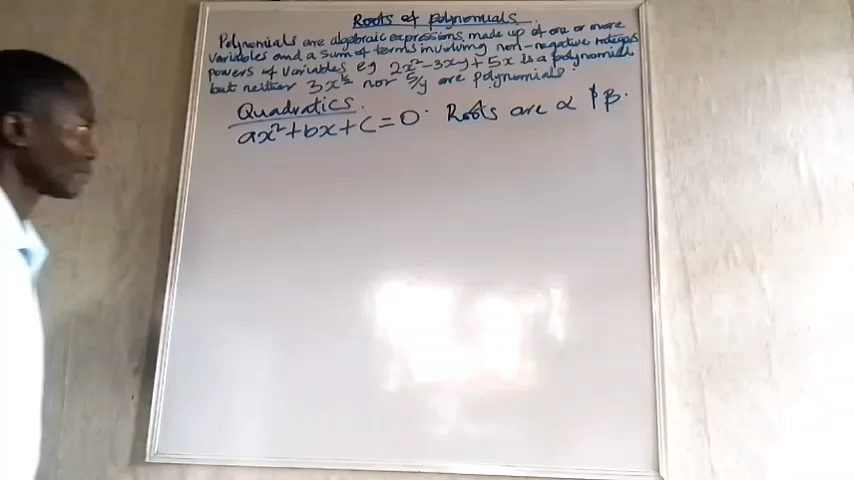 Roots of polynomials.
Polynomials are algebraic expressions, made up of one or more
variables and a sum of terms involving non-negative integer
powers of variables eg 2x²-3xy+5x is a polynomial
but neither 3x^½ nor 5/y are polynomials.
Quadratics.
ax²+bx+c=0. Roots are α & β.